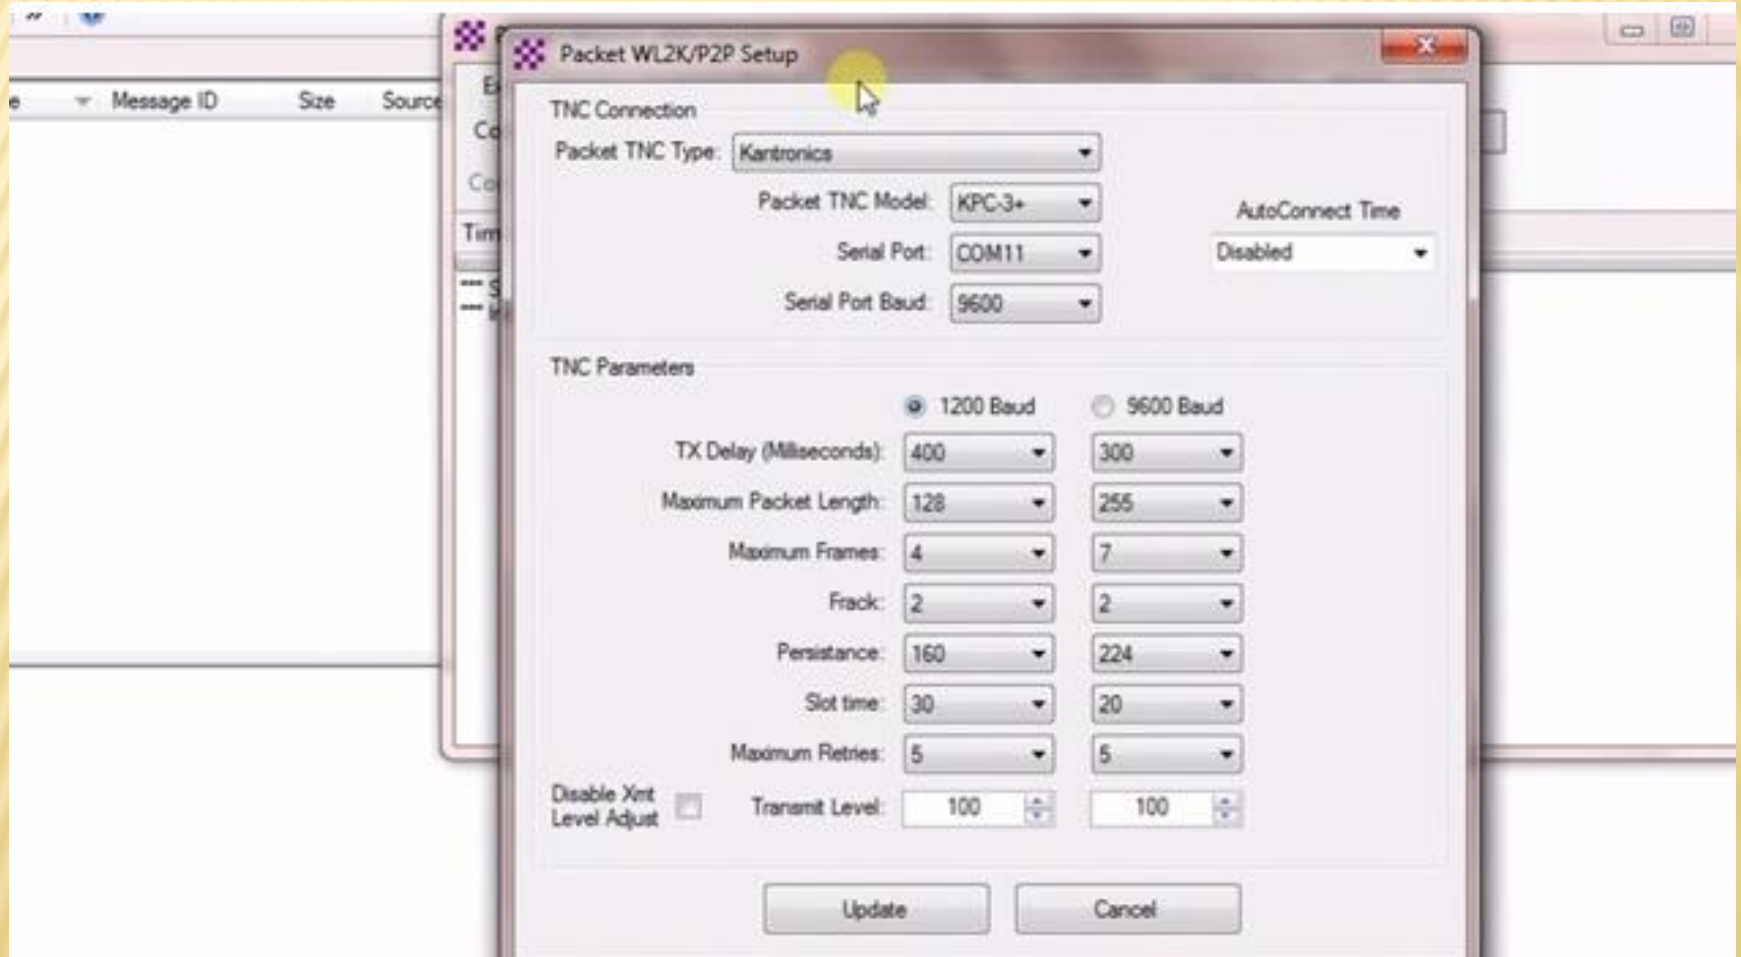 Packet WL2K/P2P Setup
Message ID Size Source
TNC Connection
Packet TNC Type: Kantronics
Packet TNC Model: KPC-3+
AutoConnect Time
Serial Port: COM11
Disabled
Serial Port Baud: 9600
TNC Parameters
1200 Baud 9600 Baud
TX Delay (Milliseconds): 400 300
Maximum Packet Length: 128 255
Maximum Frames: 4 7
Frack: 2 2
Persistance: 160 224
Slot time: 30 20
Maximum Retries: 5 5
Disable Xmt
Level Adjust
Transmit Level: 100 100
Update Cancel